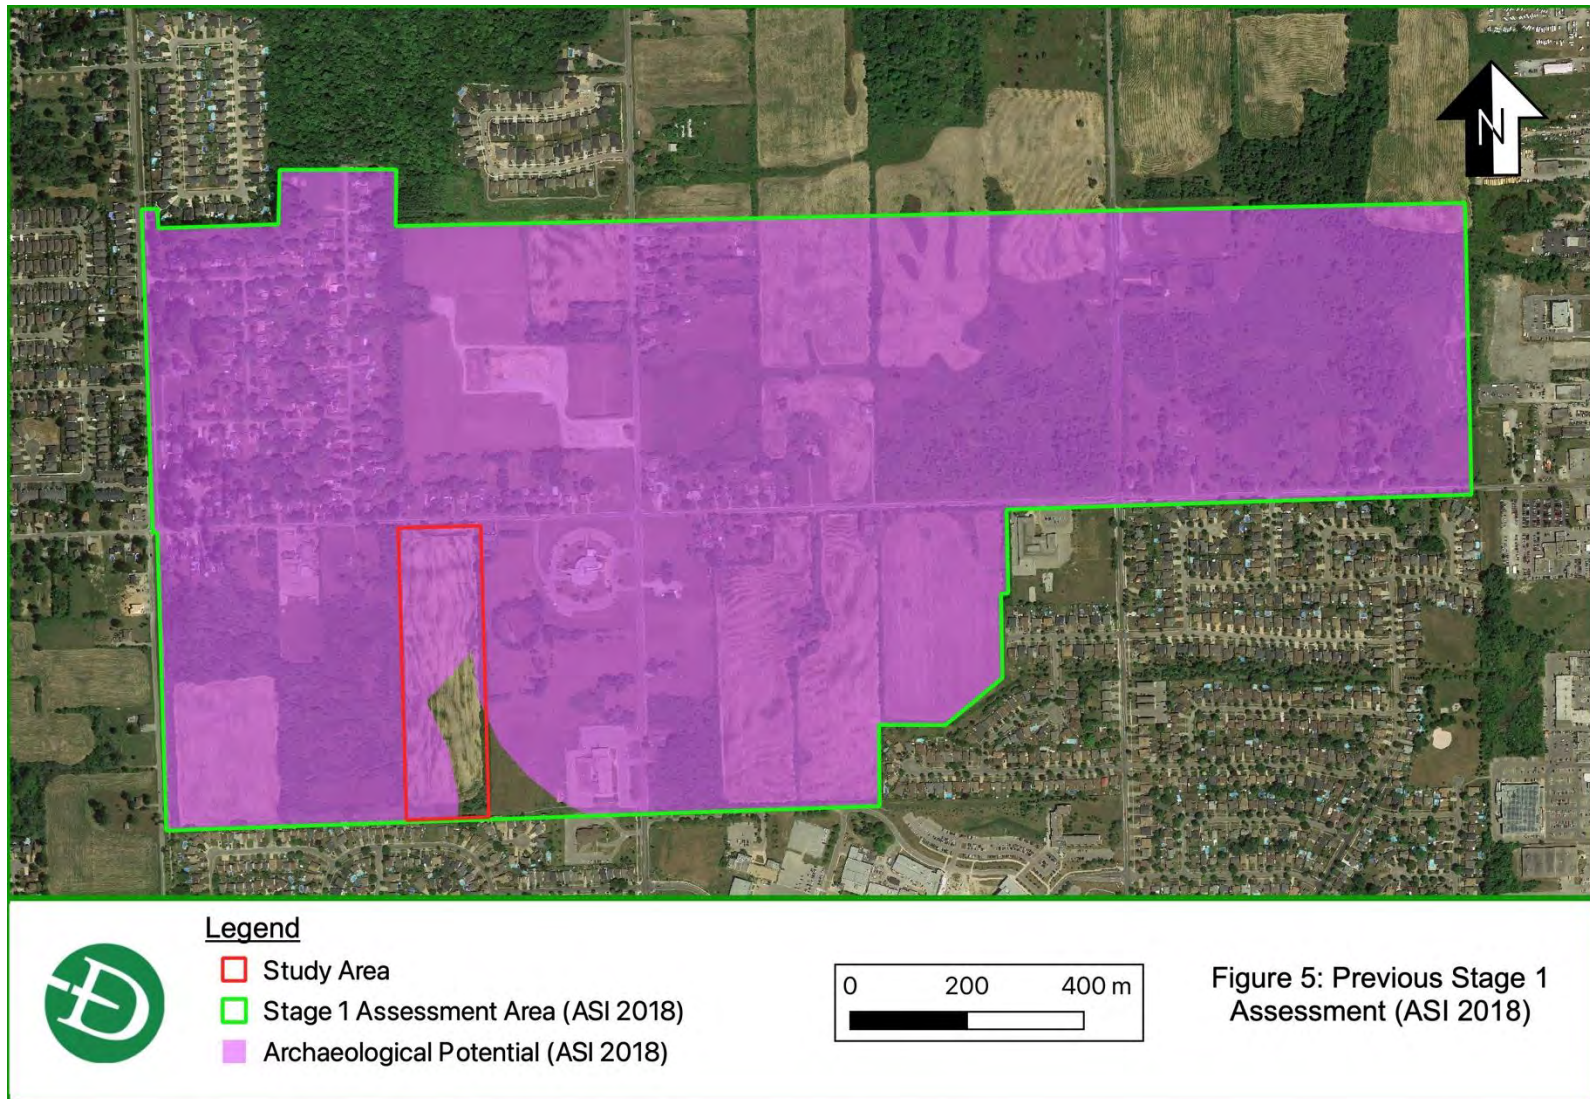 N
Legend
Study Area
Stage 1 Assessment Area (ASI 2018)
Archaeological Potential (ASI 2018)
0 200 400 m
Figure 5: Previous Stage 1
Assessment (ASI 2018)
D